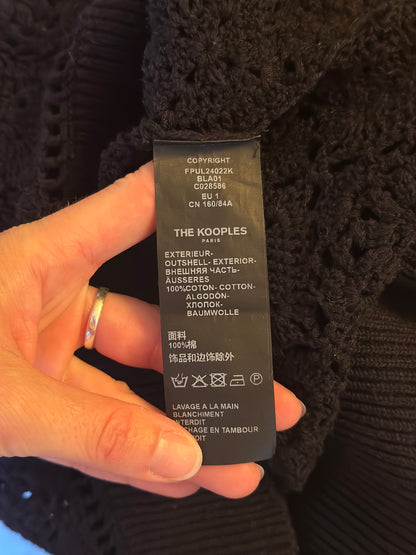 COPYRIGHT
FPUL24022K
BLA01
C028586
EU 1
CN 160/84A
THE KOOPLES
PARIS
EXTERIEUR-
OUTSHELL- EXTERIOR-
ВНЕШНЯЯ ЧАСТЬ-
ÄUSSERES
100%COTON- COTTON-
ALGODÓN-
ХЛОПОК-
BAUMWOLLE
面料
100%棉
饰品和边饰除外
P
LAVAGE A LA MAIN
BLANCHIMENT
INTERDIT
CHAGE EN TAMBOUR
RDIT